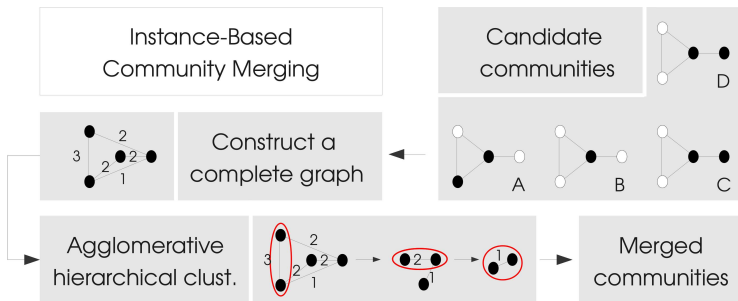 Instance-Based
Community Merging
Candidate
communities
D
2
3
2
2
1
Construct a
complete graph
A
B
C
Agglomerative
hierarchical clust.
2
3
2
2
1
2
1
1
Merged
communities